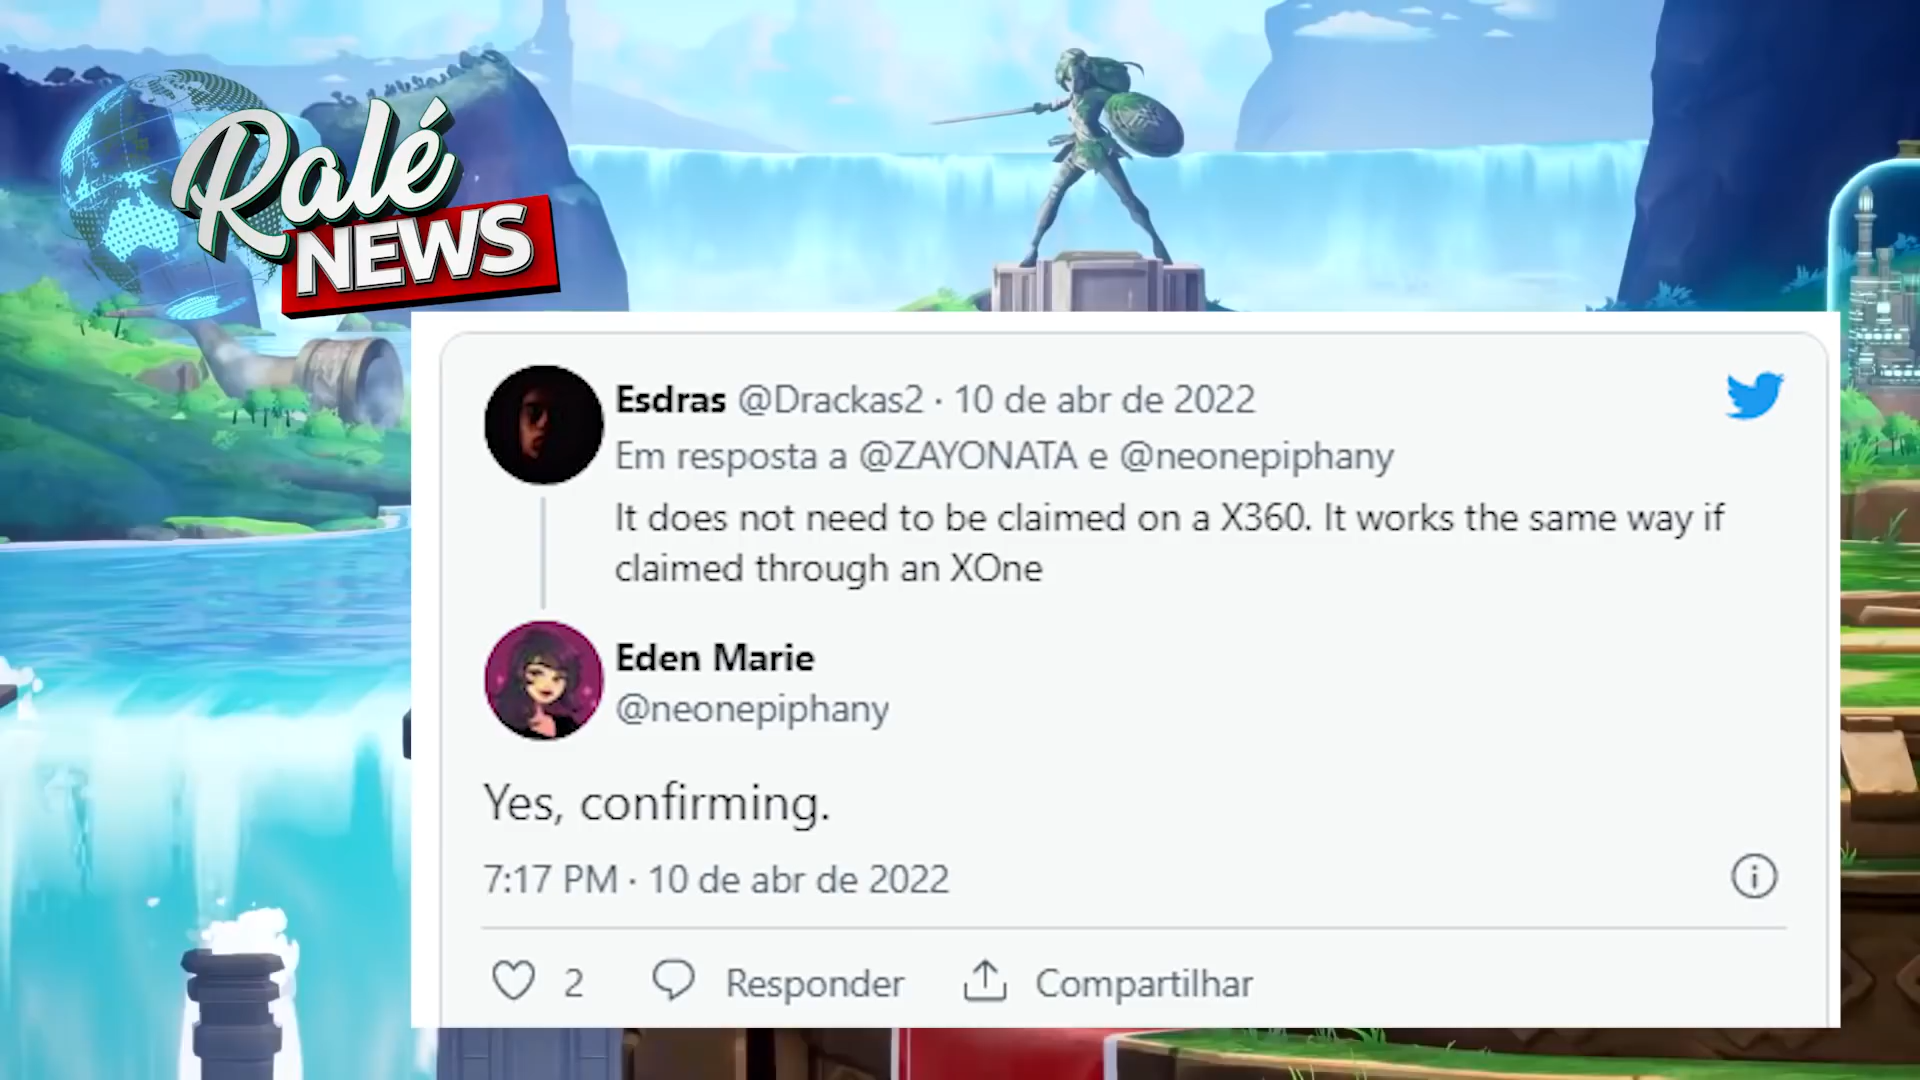 Ralé
NEWS
Esdras @Drackas2 · 10 de abr de 2022
Em resposta a @ZAYONATA e @neonepiphany
It does not need to be claimed on a X360. It works the same way if
claimed through an XOne
Eden Marie
@neonepiphany
Yes, confirming.
7:17 PM · 10 de abr de 2022
2 Responder Compartilhar